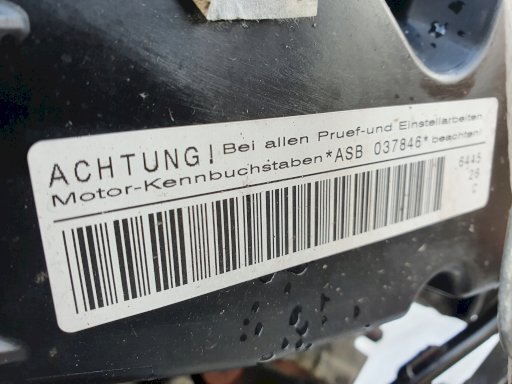 ACHTUNG! Bei allen Pruef-und Einstellarbeiten
Motor-Kennbuchstaben *ASB 037846* beachten!
6445
26
C